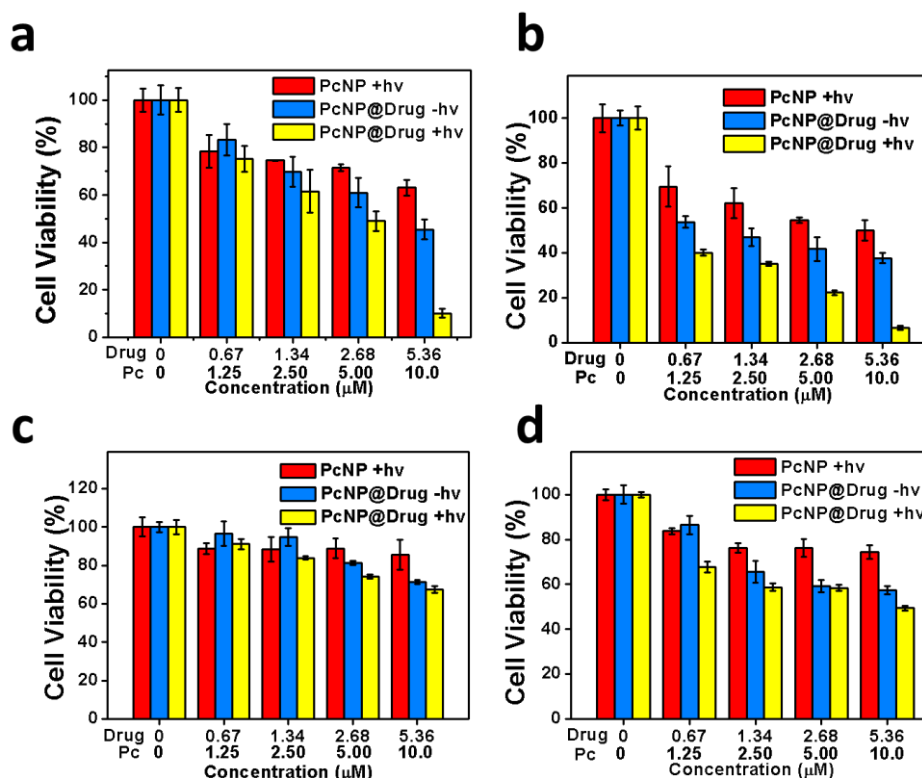 a
Cell Viability (%)
100
80
60
40
20
0
PcNP +hv
PcNP@Drug -hv
PcNP@Drug +hv
Drug 0 0.67 1.34 2.68 5.36
Pc 0 1.25 2.50 5.00 10.0
Concentration (μM)
b
Cell Viability (%)
100
80
60
40
20
0
PcNP +hv
PcNP@Drug -hv
PcNP@Drug +hv
Drug 0 0.67 1.34 2.68 5.36
Pc 0 1.25 2.50 5.00 10.0
Concentration (μM)
c
Cell Viability (%)
120
100
80
60
40
20
0
PcNP +hv
PcNP@Drug -hv
PcNP@Drug +hv
Drug 0 0.67 1.34 2.68 5.36
Pc 0 1.25 2.50 5.00 10.0
Concentration (μM)
d
Cell Viability (%)
100
80
60
40
20
0
PcNP +hv
PcNP@Drug -hv
PcNP@Drug +hv
Drug 0 0.67 1.34 2.68 5.36
Pc 0 1.25 2.50 5.00 10.0
Concentration (μM)